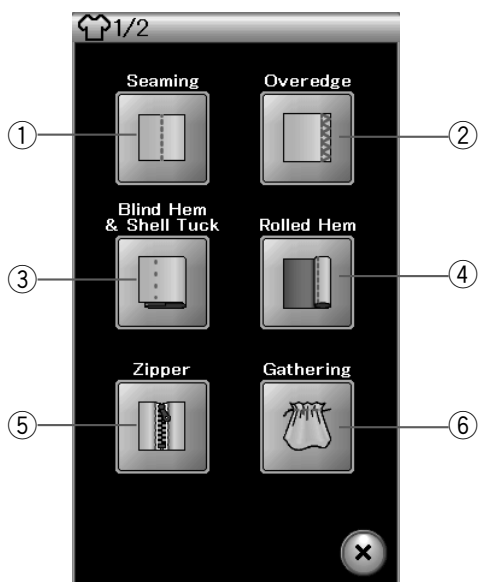 1/2
Seaming
Overedge
① ②
Blind Hem
& Shell Tuck
Rolled Hem
③ ④
Zipper
Gathering
⑤ ⑥